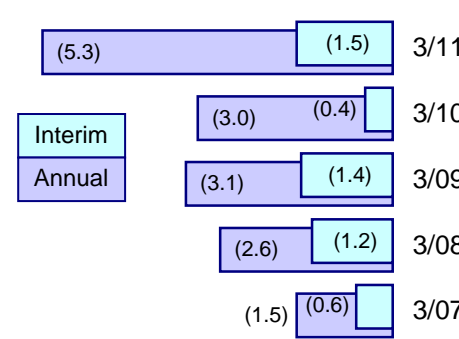 (5.3) (1.5) 3/11
(3.0) (0.4) 3/10
Interim
Annual
(3.1) (1.4) 3/09
(2.6) (1.2) 3/08
(1.5) (0.6) 3/07